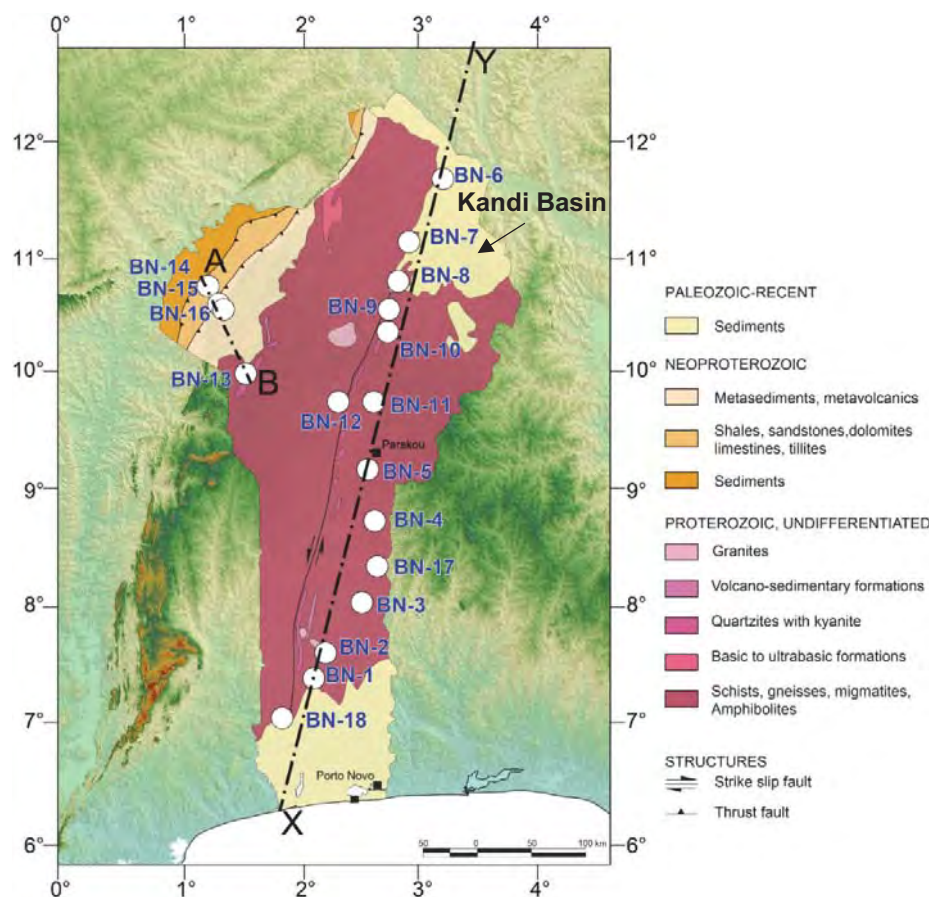 0° 1° 2° 3° 4°
Y
12°
12°
BN-6
Kandi Basin
11°
11°
BN-7
BN-14
A
BN-8
BN-15
BN-9
BN-16
BN-10
10°
10°
BN-13
B
BN-12
BN-11
Parakou
BN-5
9°
9°
BN-4
BN-17
8°
8°
BN-3
BN-2
BN-1
7°
7°
BN-18
Porto Novo
X
6°
6°
50 0 50 100 km
0° 1° 2° 3° 4°
PALEOZOIC-RECENT
Sediments
NEOPROTEROZOIC
Metasediments, metavolcanics
Shales, sandstones,dolomites
limestines, tillites
Sediments
PROTEROZOIC, UNDIFFERENTIATED
Granites
Volcano-sedimentary formations
Quartzites with kyanite
Basic to ultrabasic formations
Schists, gneisses, migmatites,
Amphibolites
STRUCTURES
Strike slip fault
Thrust fault